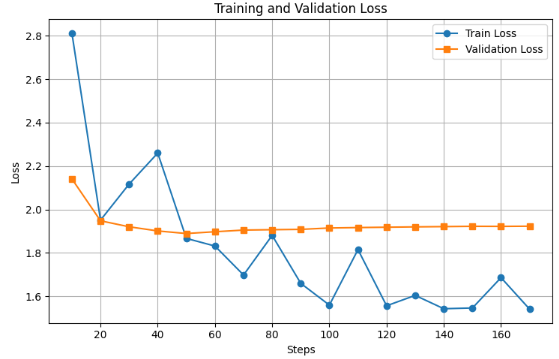 Training and Validation Loss
Train Loss
Validation Loss
Loss
2.8
2.6
2.4
2.2
2.0
1.8
1.6
20 40 60 80 100 120 140 160
Steps